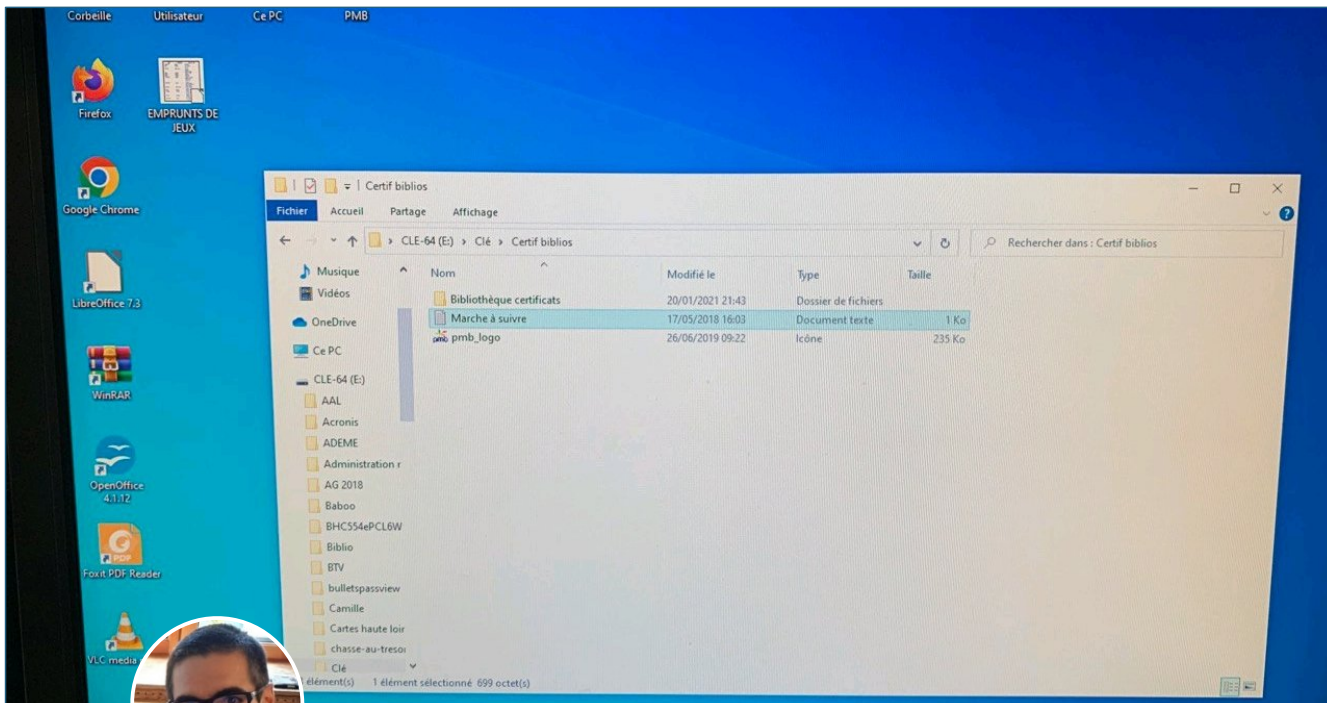 Corbeille
Utilisateur
Ce PC
PMB
Firefox
EMPRUNTS DE
JEUX
Google Chrome
LibreOffice 7.3
WinRAR
OpenOffice
4.1.12
PDF
Foxit PDF Reader
VLC media
Certif biblios
Fichier Accueil Partage Affichage
CLE-64 (E:) › Clé › Certif biblios
Rechercher dans : Certif biblios
Musique
Vidéos
OneDrive
Ce PC
CLE-64 (E:)
AAL
Acronis
ADEME
Administration r
AG 2018
Baboo
BHC554ePCL6W
Biblio
BTV
bulletspassview
Camille
Cartes haute loir
chasse-au-tresor
Clé
Nom Modifié le Type Taille
Bibliothèque certificats 20/01/2021 21:43 Dossier de fichiers
Marche à suivre 17/05/2018 16:03 Document texte 1 Ko
pmb pmb_logo 26/06/2019 09:22 Icône 235 Ko
élément(s) 1 élément sélectionné 699 octet(s)